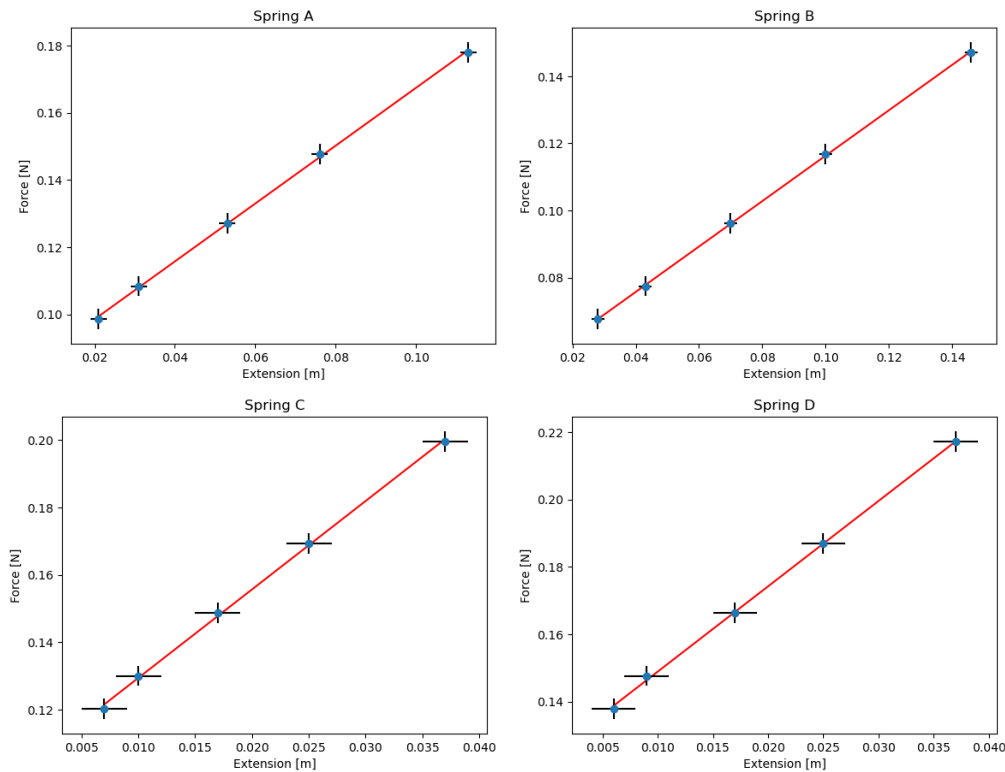 Spring A
Force [N]
0.18
0.16
0.14
0.12
0.10
0.02 0.04 0.06 0.08 0.10
Extension [m]
Spring B
Force [N]
0.14
0.12
0.10
0.08
0.02 0.04 0.06 0.08 0.10 0.12 0.14
Extension [m]
Spring C
Force [N]
0.20
0.18
0.16
0.14
0.12
0.005 0.010 0.015 0.020 0.025 0.030 0.035 0.040
Extension [m]
Spring D
Force [N]
0.22
0.20
0.18
0.16
0.14
0.005 0.010 0.015 0.020 0.025 0.030 0.035 0.040
Extension [m]